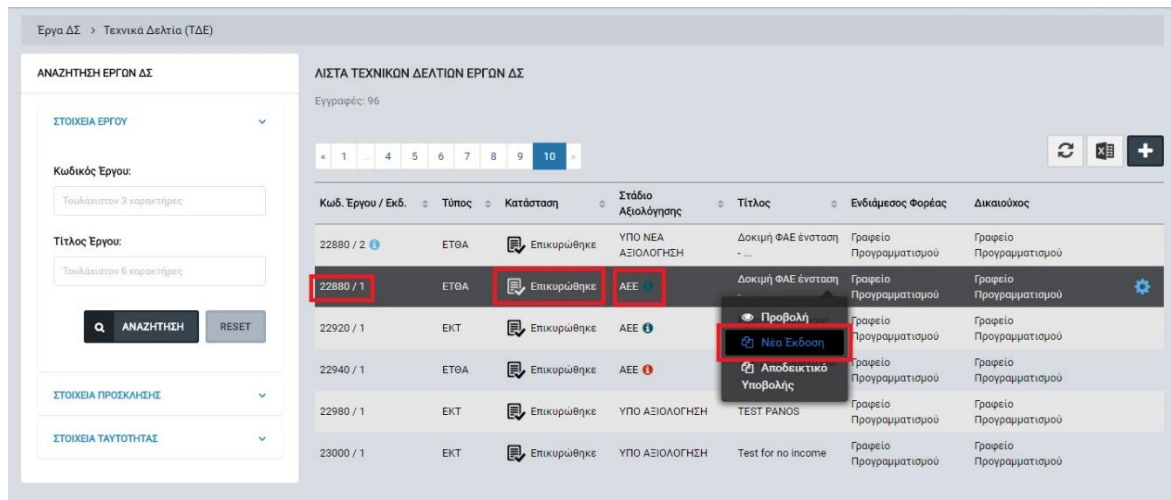 Έργα ΔΣ > Τεχνικά Δελτία (ΤΔΕ)
ΑΝΑΖΗΤΗΣΗ ΕΡΓΩΝ ΔΣ
ΣΤΟΙΧΕΙΑ ΕΡΓΟΥ
Κωδικός Έργου:
Τουλάχιστον 3 χαρακτήρες
Τίτλος Έργου:
Τουλάχιστον 6 χαρακτήρες
ΑΝΑΖΗΤΗΣΗ RESET
ΣΤΟΙΧΕΙΑ ΠΡΟΣΚΛΗΣΗΣ
ΣΤΟΙΧΕΙΑ ΤΑΥΤΟΤΗΤΑΣ
ΛΙΣΤΑ ΤΕΧΝΙΚΩΝ ΔΕΛΤΙΩΝ ΕΡΓΩΝ ΔΣ
Εγγραφές: 96
« 1 ... 4 5 6 7 8 9 10 »
Κωδ. Έργου / Εκδ. Τύπος Κατάσταση Στάδιο Αξιολόγησης Τίτλος Ενδιάμεσος Φορέας Δικαιούχος
22880 / 2 ΕΤΘΑ Επικυρώθηκε ΥΠΟ ΝΕΑ ΑΞΙΟΛΟΓΗΣΗ Δοκιμή ΦΑΕ ένσταση - ... Γραφείο Προγραμματισμού Γραφείο Προγραμματισμού
22880 / 1 ΕΤΘΑ Επικυρώθηκε ΑΕΕ Δοκιμή ΦΑΕ ένσταση - Γραφείο Προγραμματισμού Γραφείο Προγραμματισμού
Προβολή
Νέα Έκδοση
Αποδεικτικό
Υποβολής
22920 / 1 ΕΚΤ Επικυρώθηκε ΑΕΕ Γραφείο Προγραμματισμού Γραφείο Προγραμματισμού
22940 / 1 ΕΤΘΑ Επικυρώθηκε ΑΕΕ Γραφείο Προγραμματισμού Γραφείο Προγραμματισμού
22980 / 1 ΕΚΤ Επικυρώθηκε ΥΠΟ ΑΞΙΟΛΟΓΗΣΗ TEST PANOS Γραφείο Προγραμματισμού Γραφείο Προγραμματισμού
23000 / 1 ΕΚΤ Επικυρώθηκε ΥΠΟ ΑΞΙΟΛΟΓΗΣΗ Test for no income Γραφείο Προγραμματισμού Γραφείο Προγραμματισμού